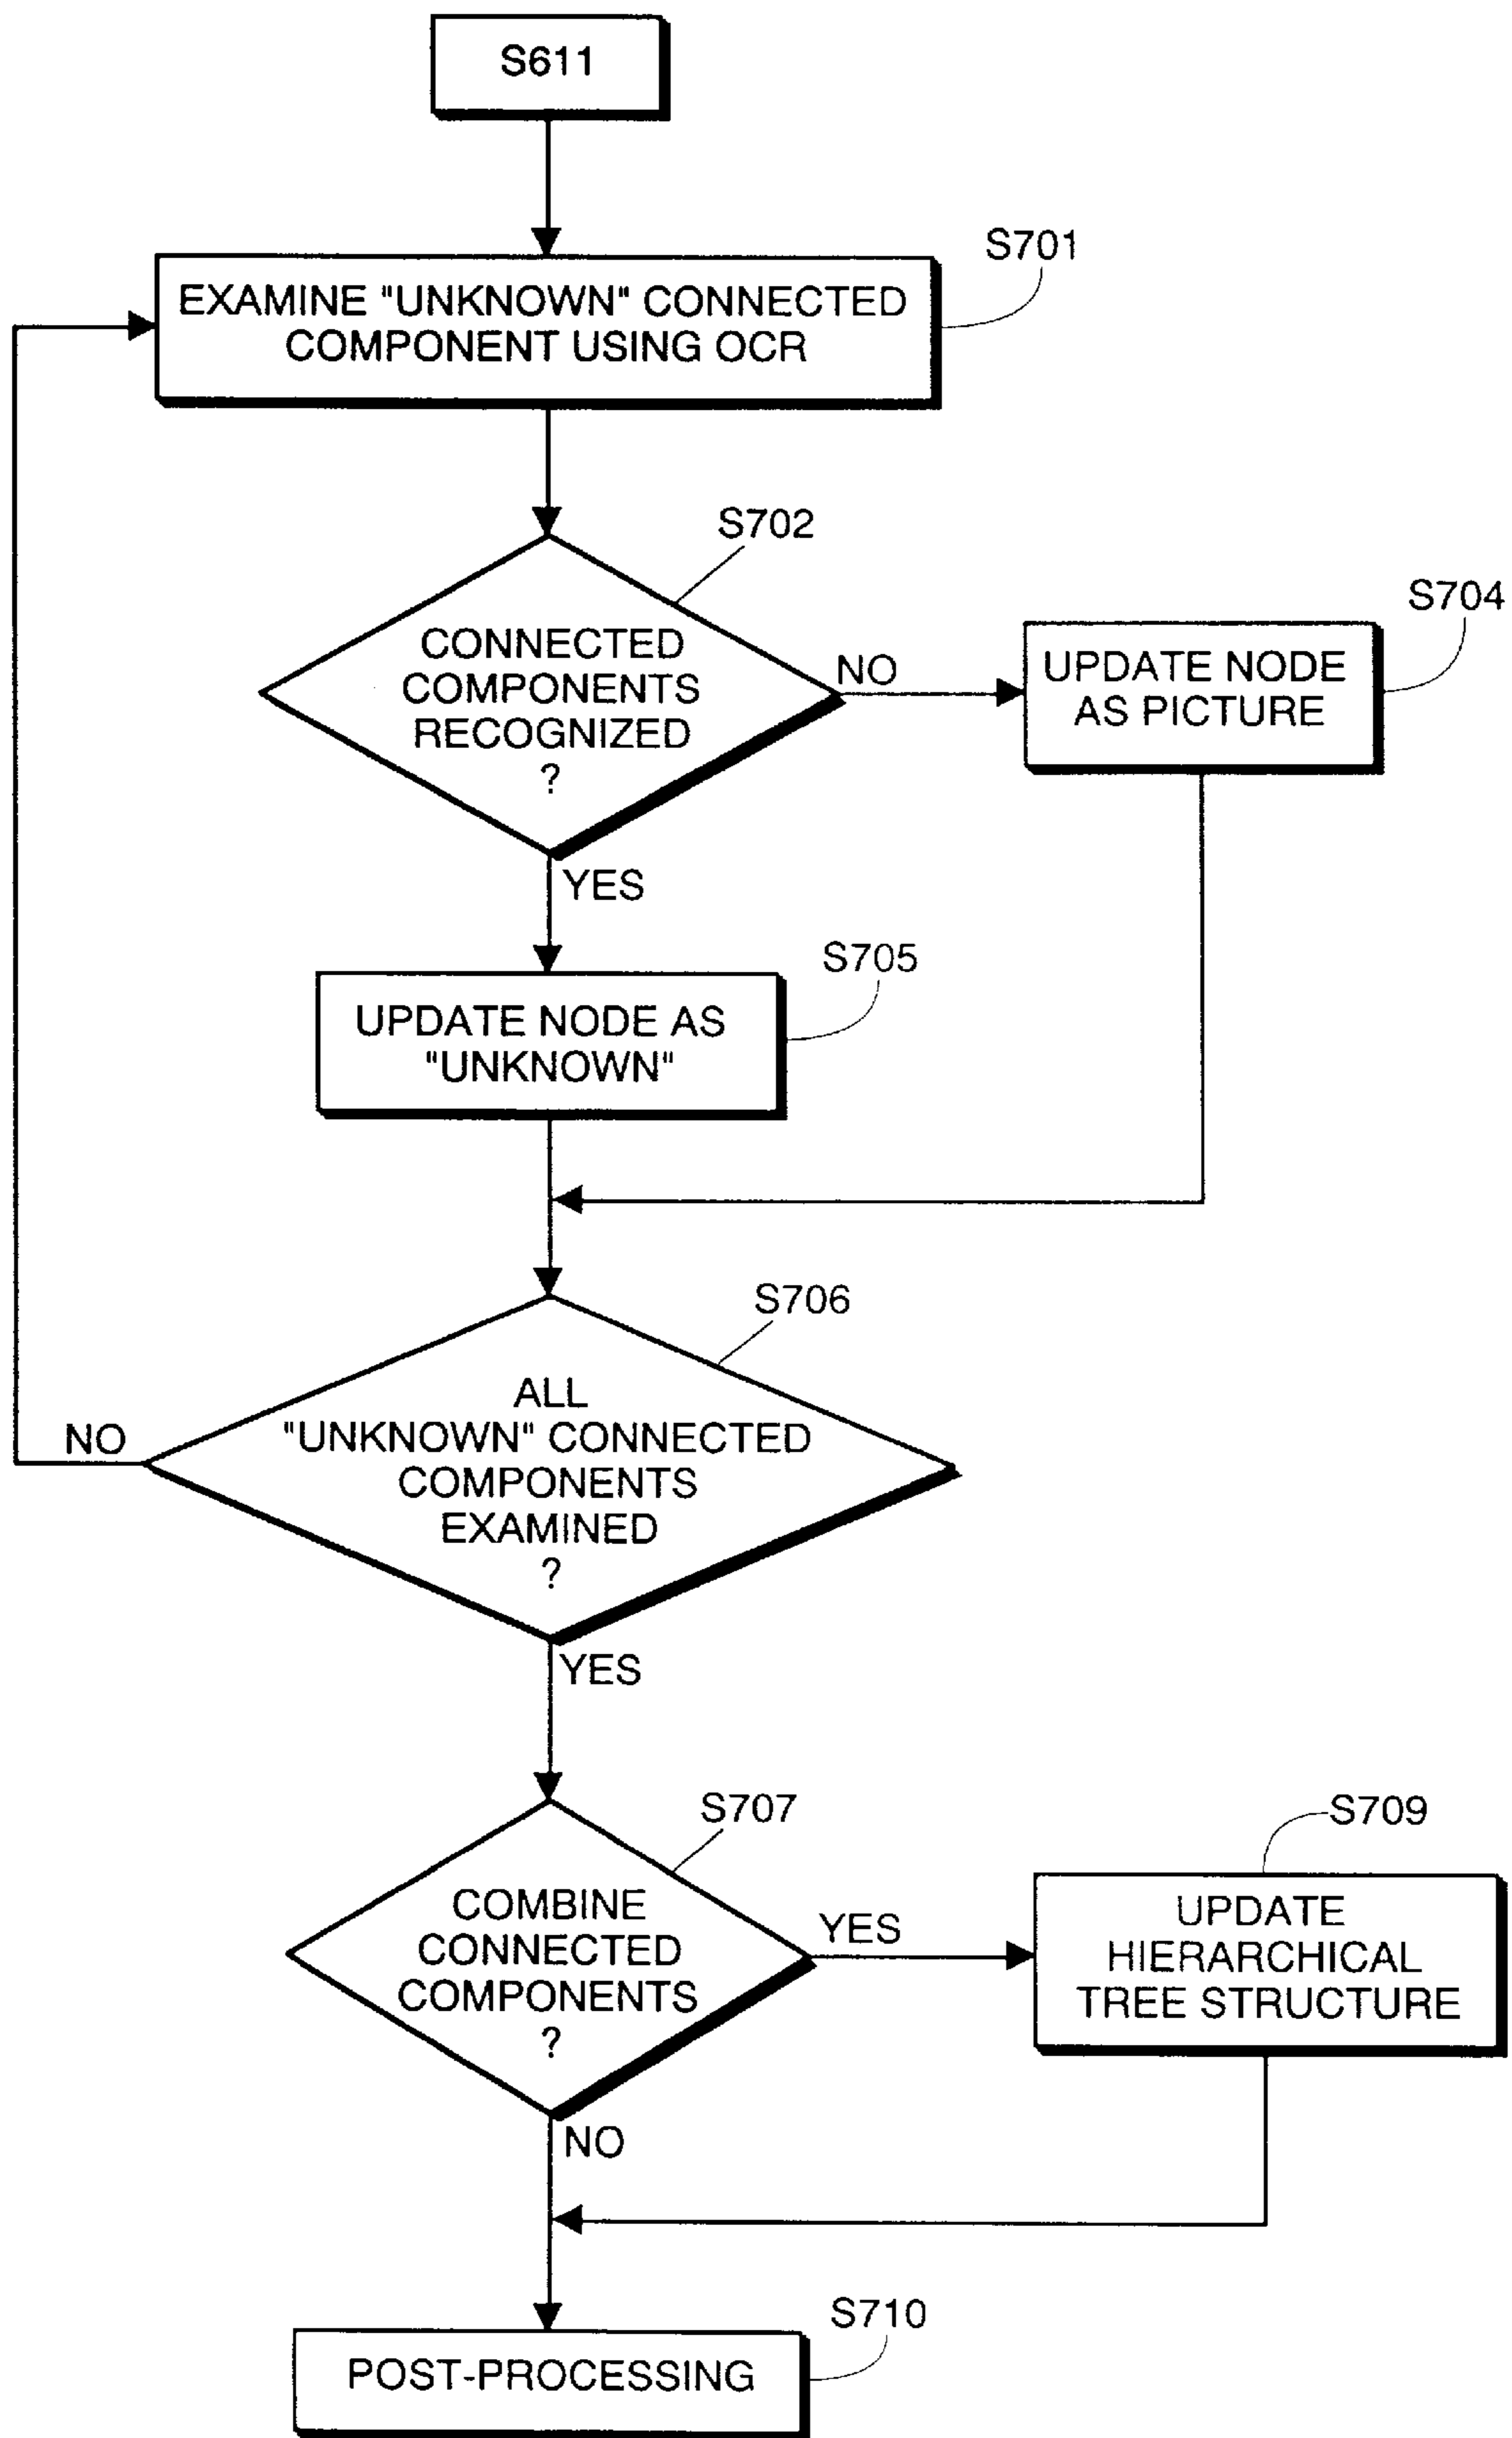 S611
S701
EXAMINE "UNKNOWN" CONNECTED
COMPONENT USING OCR
S702
CONNECTED
COMPONENTS
RECOGNIZED
?
NO
S704
UPDATE NODE
AS PICTURE
YES
S705
UPDATE NODE AS
"UNKNOWN"
S706
ALL
"UNKNOWN" CONNECTED
COMPONENTS
EXAMINED
?
NO
YES
S707
COMBINE
CONNECTED
COMPONENTS
?
YES
S709
UPDATE
HIERARCHICAL
TREE STRUCTURE
NO
S710
POST-PROCESSING